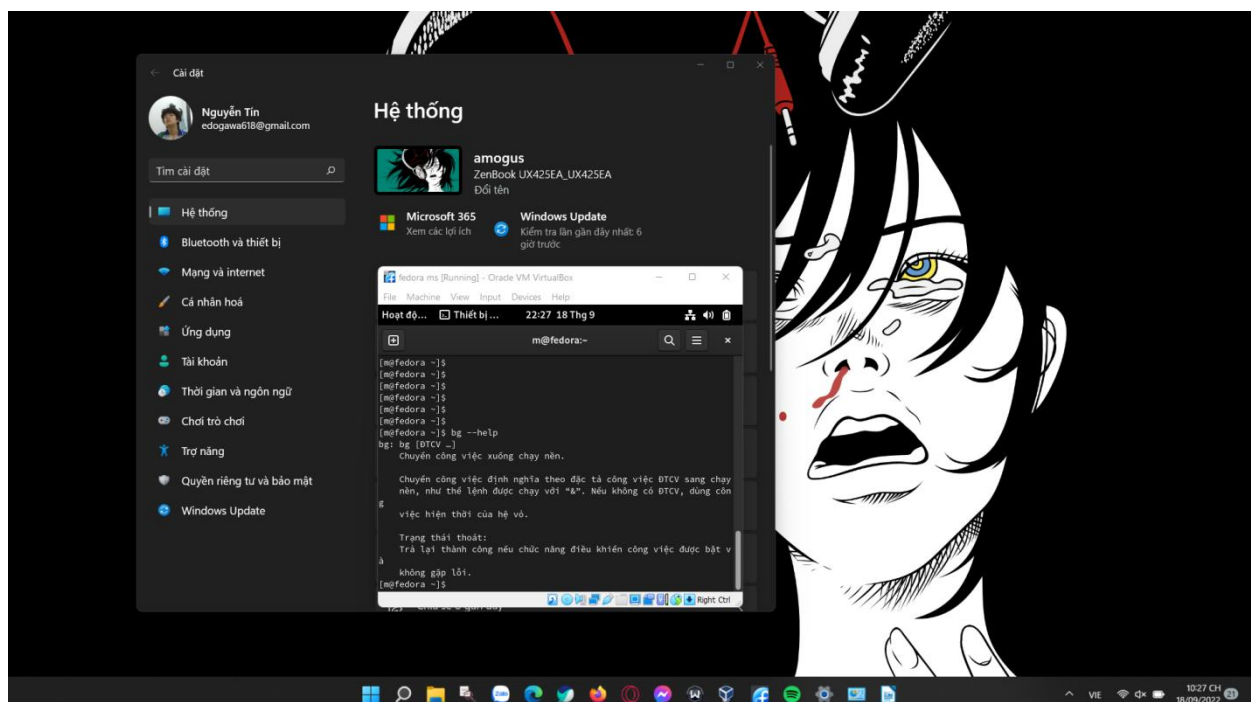 Cài đặt
Nguyễn Tín
edogawa618@gmail.com
Tìm cài đặt
Hệ thống
Bluetooth và thiết bị
Mạng và internet
Cá nhân hoá
Ứng dụng
Tài khoản
Thời gian và ngôn ngữ
Chơi trò chơi
Trợ năng
Quyền riêng tư và bảo mật
Windows Update
Hệ thống
amogus
ZenBook UX425EA_UX425EA
Đổi tên
Microsoft 365
Xem các lợi ích
Windows Update
Kiểm tra lần gần đây nhất: 6
giờ trước
fedora ms [Running] - Oracle VM VirtualBox
File Machine View Input Devices Help
Hoạt độ... Thiết bị ... 22:27 18 Thg 9
m@fedora:~
[m@fedora ~]$
[m@fedora ~]$
[m@fedora ~]$
[m@fedora ~]$
[m@fedora ~]$
[m@fedora ~]$
[m@fedora ~]$ bg --help
bg: bg [ĐTCV …]
Chuyển công việc xuống chạy nền.
Chuyển công việc định nghĩa theo đặc tả công việc ĐTCV sang chạy
nền, như thể lệnh được chạy với “&”. Nếu không có ĐTCV, dùng côn
g
việc hiện thời của hệ vỏ.
Trạng thái thoát:
Trả lại thành công nếu chức năng điều khiển công việc được bật v
à
không gặp lỗi.
[m@fedora ~]$
Right Ctrl
Zalo
VIE
10:27 CH
18/09/2022
21